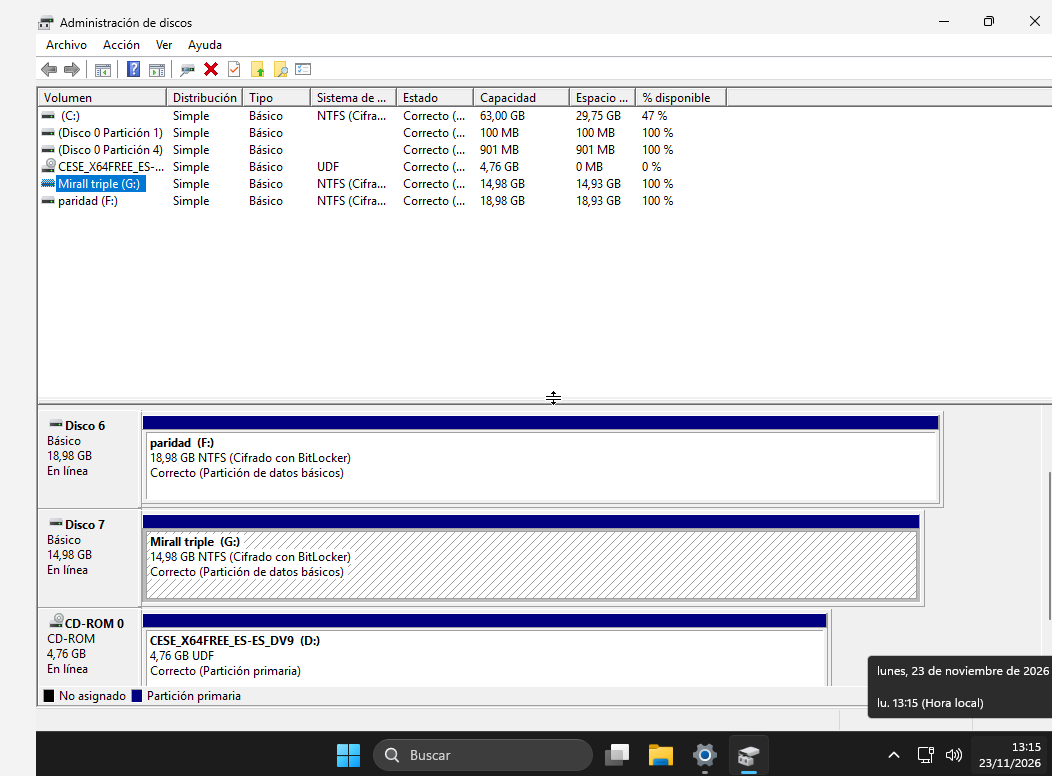 Administración de discos
Archivo Acción Ver Ayuda
Volumen Distribución Tipo Sistema de ... Estado Capacidad Espacio ... % disponible
(C:) Simple Básico NTFS (Cifra... Correcto (... 63,00 GB 29,75 GB 47 %
(Disco 0 Partición 1) Simple Básico Correcto (... 100 MB 100 MB 100 %
(Disco 0 Partición 4) Simple Básico Correcto (... 901 MB 901 MB 100 %
CESE_X64FREE_ES-... Simple Básico UDF Correcto (... 4,76 GB 0 MB 0 %
Mirall triple (G:) Simple Básico NTFS (Cifra... Correcto (... 14,98 GB 14,93 GB 100 %
paridad (F:) Simple Básico NTFS (Cifra... Correcto (... 18,98 GB 18,93 GB 100 %
Disco 6
Básico
18,98 GB
En línea
paridad (F:)
18,98 GB NTFS (Cifrado con BitLocker)
Correcto (Partición de datos básicos)
Disco 7
Básico
14,98 GB
En línea
Mirall triple (G:)
14,98 GB NTFS (Cifrado con BitLocker)
Correcto (Partición de datos básicos)
CD-ROM 0
CD-ROM
4,76 GB
En línea
CESE_X64FREE_ES-ES_DV9 (D:)
4,76 GB UDF
Correcto (Partición primaria)
No asignado Partición primaria
lunes, 23 de noviembre de 2026
lu. 13:15 (Hora local)
Buscar
13:15
23/11/2026